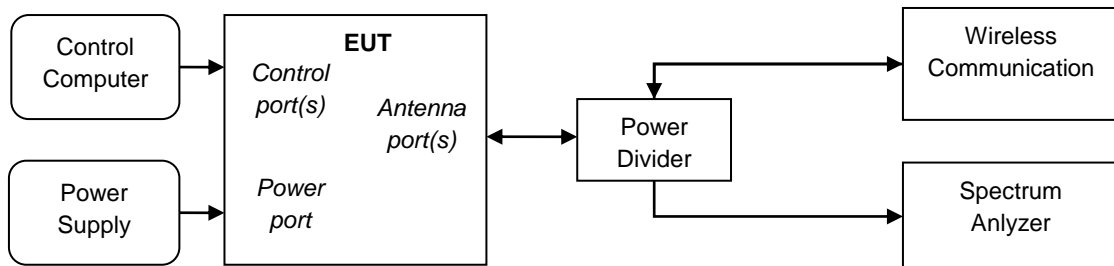 Control
Computer
Power
Supply
EUT
Control
port(s)
Antenna
port(s)
Power
port
Power
Divider
Wireless
Communication
Spectrum
Anlyzer